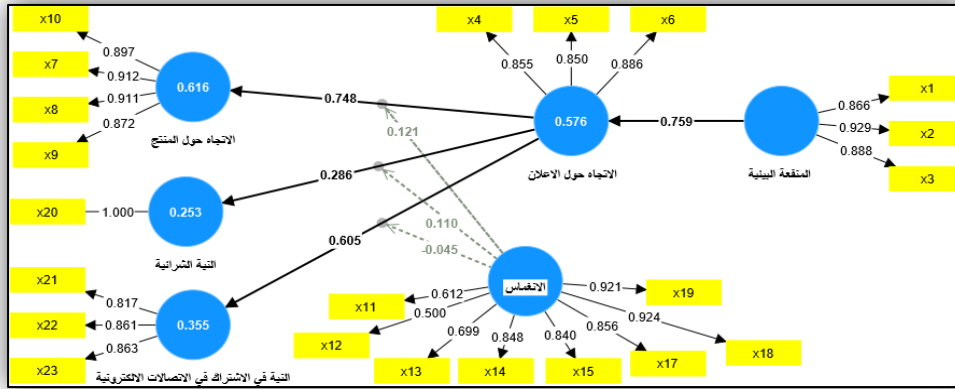 x10
x7
x8
x9
0.897
0.912
0.911
0.872
0.616
الاتجاه حول المنتج
x4
x5
x6
0.855
0.850
0.886
0.576
الاتجاه حول الاعلان
x1
x2
x3
0.866
0.929
0.888
المنفعة البيئية
0.748
0.759
0.121
0.286
0.110
0.605
-0.045
x20
1.000
0.253
النية الشرائية
x21
x22
x23
0.817
0.861
0.863
0.355
النية في الاشتراك في الاتصالات الالكترونية
الانغماس
x11
x12
x13
x14
x15
x17
x18
x19
0.612
0.500
0.699
0.848
0.840
0.856
0.924
0.921